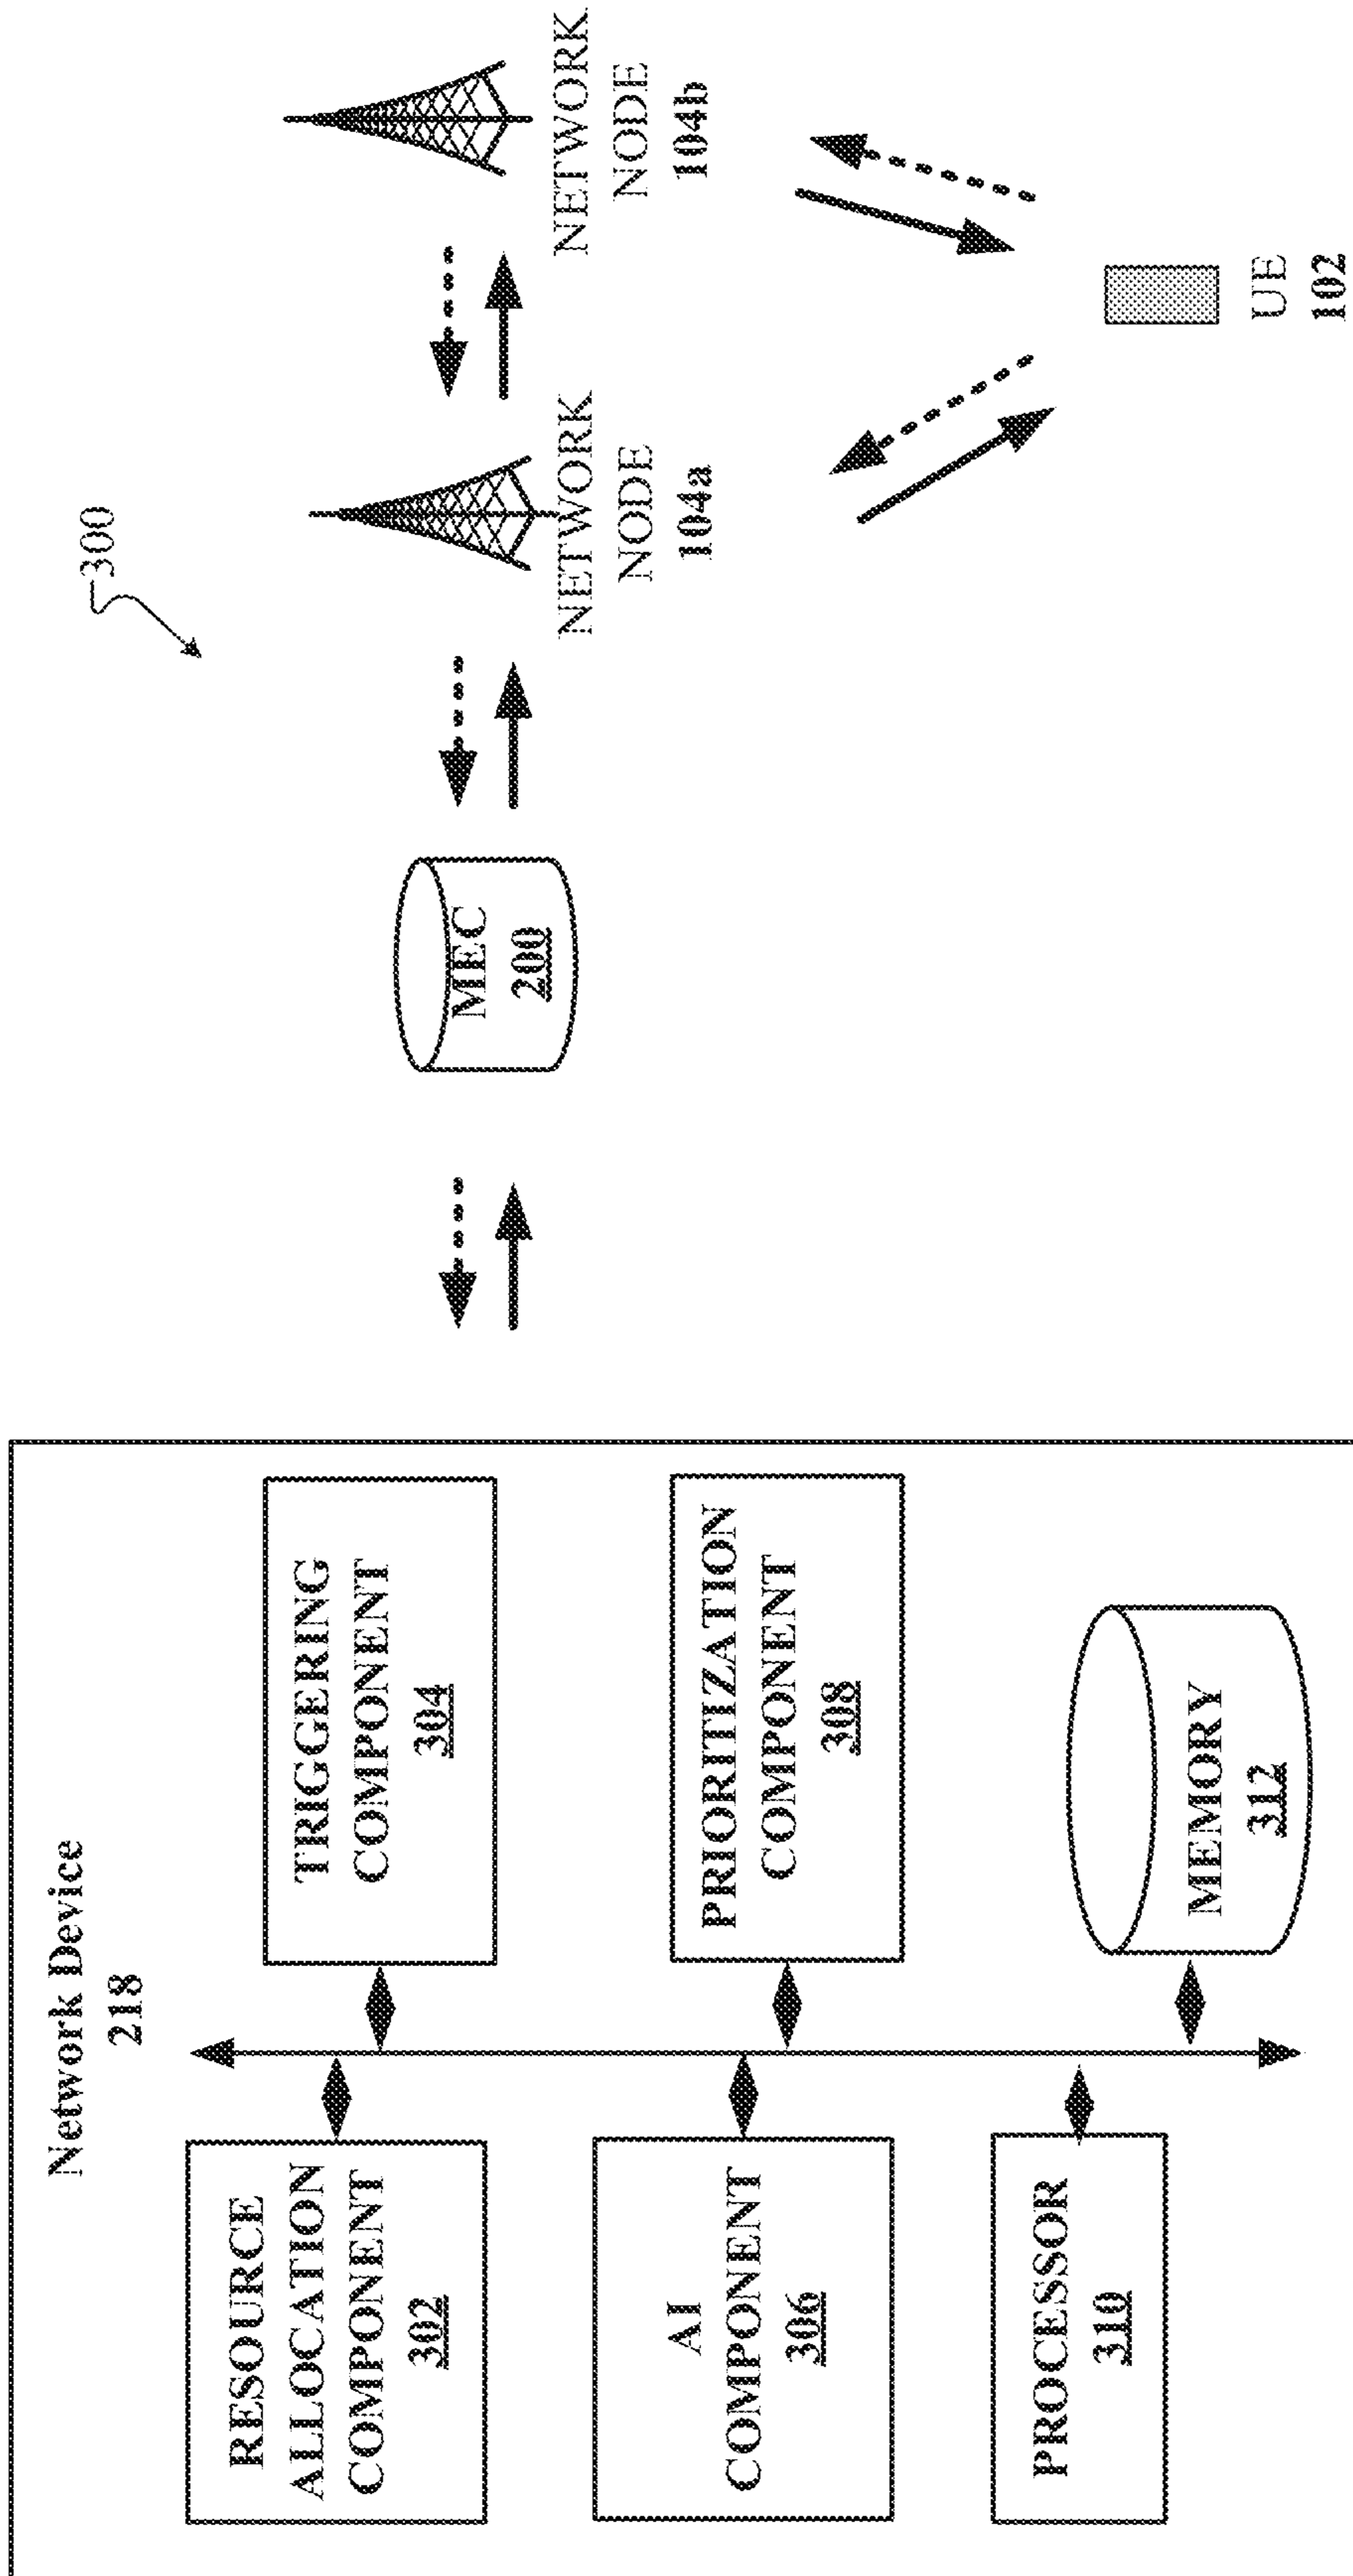 300
Network Device
218
RESOURCE
ALLOCATION
COMPONENT
302
TRIGGERING
COMPONENT
304
AI
COMPONENT
306
PRIORITIZATION
COMPONENT
308
PROCESSOR
310
MEMORY
312
MEC
200
NETWORK
NODE
104a
NETWORK
NODE
104b
UE
102